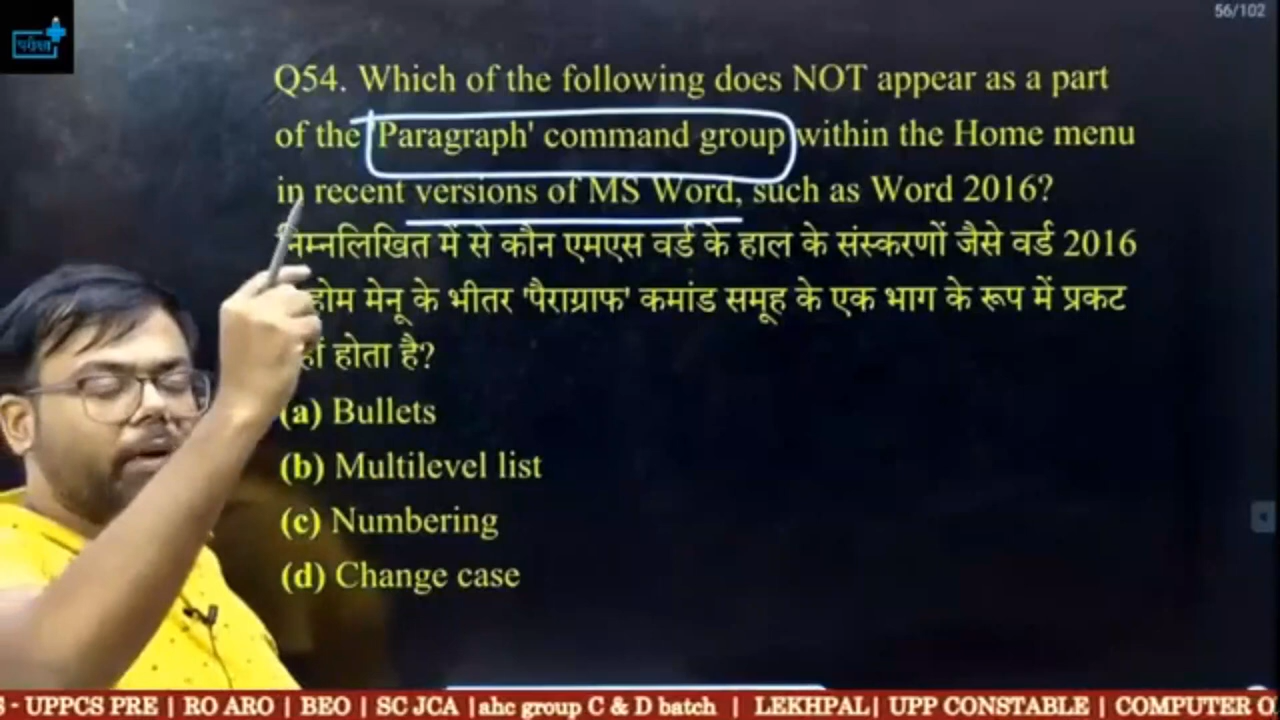 56/102
परीक्षा
Q54. Which of the following does NOT appear as a part
of the 'Paragraph' command group within the Home menu
in recent versions of MS Word, such as Word 2016?
निम्नलिखित में से कौन एमएस वर्ड के हाल के संस्करणों जैसे वर्ड 2016
होम मेनू के भीतर 'पैराग्राफ' कमांड समूह के एक भाग के रूप में प्रकट
होता है?
(a) Bullets
(b) Multilevel list
(c) Numbering
(d) Change case
S - UPPCS PRE | RO ARO | BEO | SC JCA |ahc group C & D batch | LEKHPAL| UPP CONSTABLE | COMPUTER O